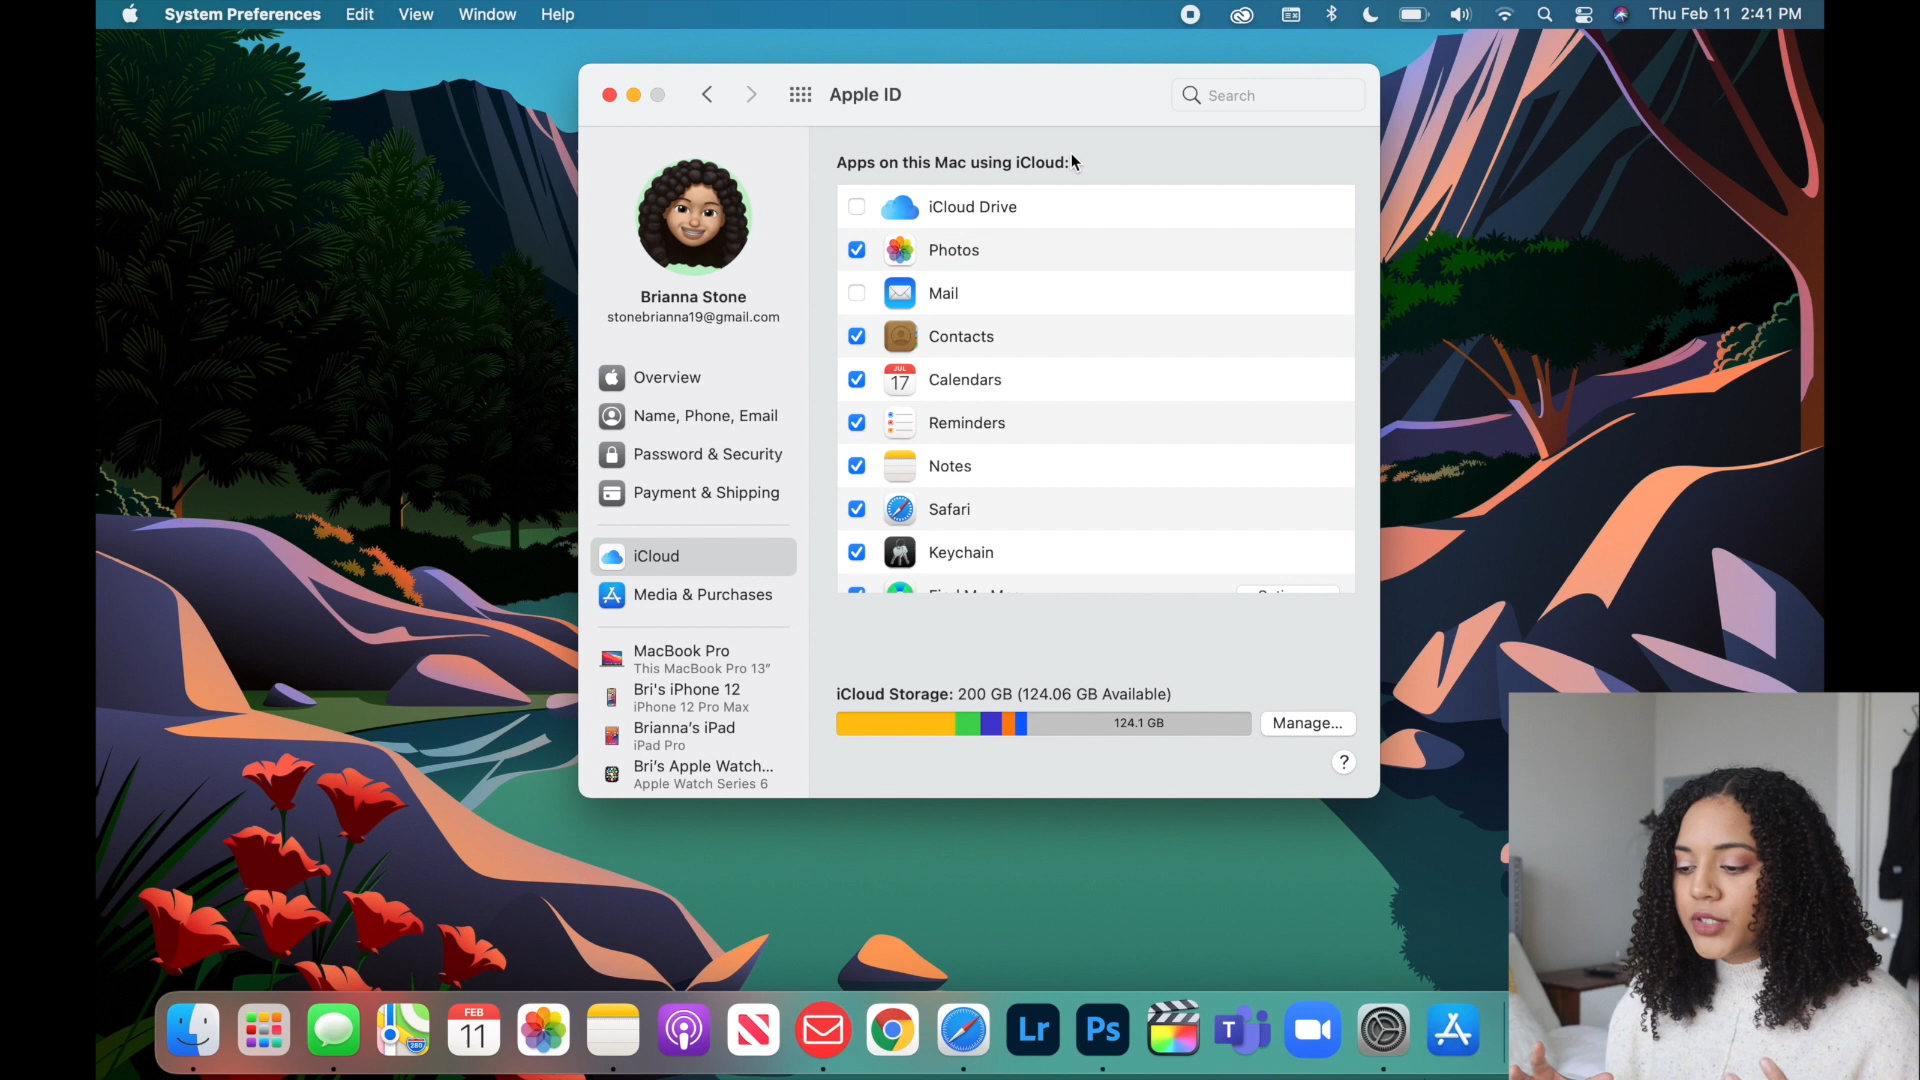 System Preferences Edit View Window Help Thu Feb 11 2:41 PM
Apple ID
Search
Brianna Stone
stonebrianna19@gmail.com
Overview
Name, Phone, Email
Password & Security
Payment & Shipping
iCloud
Media & Purchases
MacBook Pro
This MacBook Pro 13"
Bri's iPhone 12
iPhone 12 Pro Max
Brianna's iPad
iPad Pro
Bri's Apple Watch...
Apple Watch Series 6
Apps on this Mac using iCloud:
iCloud Drive
Photos
Mail
Contacts
JUL
17
Calendars
Reminders
Notes
Safari
Keychain
iCloud Storage: 200 GB (124.06 GB Available)
124.1 GB
Manage...
?
280
FEB
11
Lr
Ps
T